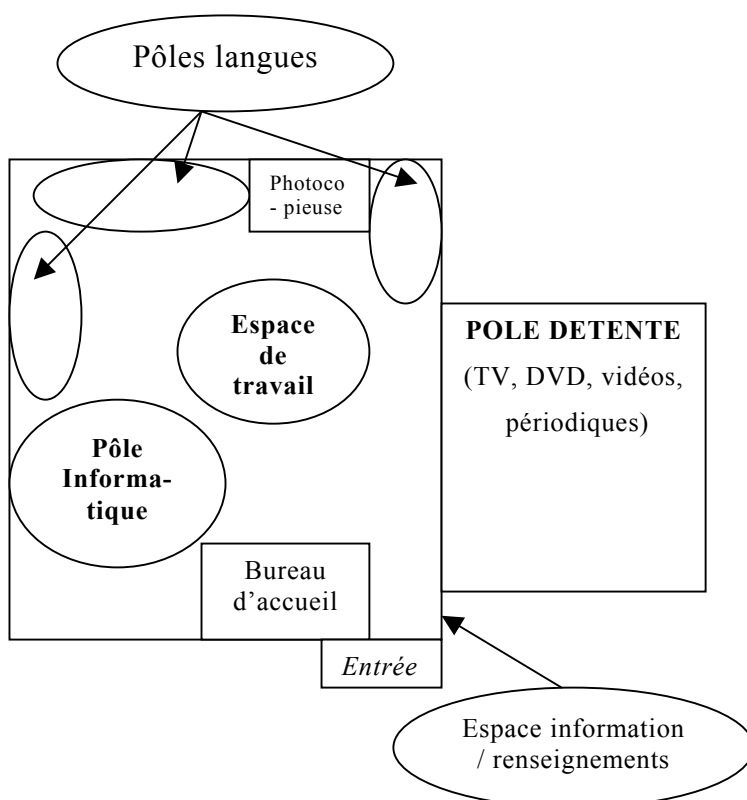 Pôles langues
Photoco
- pieuse
Espace
de
travail
POLE DETENTE
(TV, DVD, vidéos,
périodiques)
Pôle
Informa-
tique
Bureau
d’accueil
Entrée
Espace information
/ renseignements